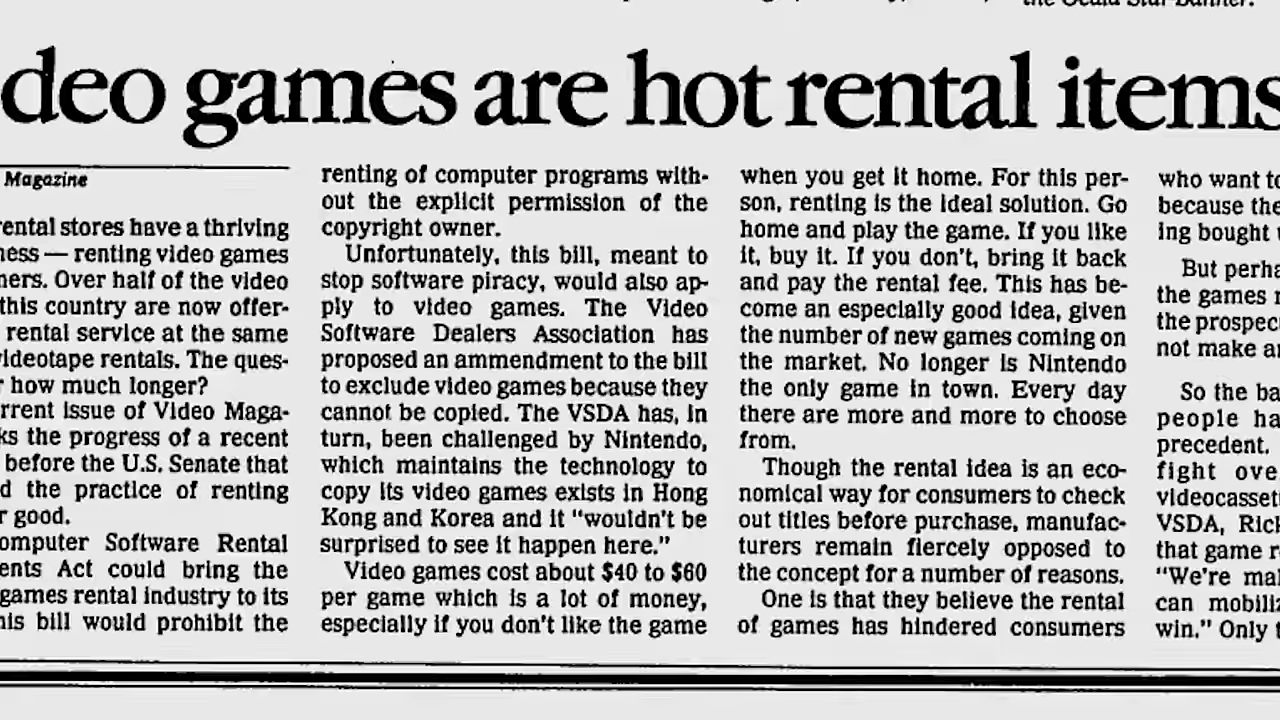 the Ocala Star-Banner.
deo games are hot rental items
Magazine
rental stores have a thriving
ness — renting video games
ners. Over half of the video
this country are now offer-
rental service at the same
videotape rentals. The ques-
r how much longer?
rrent issue of Video Maga-
ks the progress of a recent
before the U.S. Senate that
d the practice of renting
r good.
omputer Software Rental
ents Act could bring the
games rental industry to its
his bill would prohibit the
renting of computer programs with-
out the explicit permission of the
copyright owner.
Unfortunately, this bill, meant to
stop software piracy, would also ap-
ply to video games. The Video
Software Dealers Association has
proposed an ammendment to the bill
to exclude video games because they
cannot be copied. The VSDA has, in
turn, been challenged by Nintendo,
which maintains the technology to
copy its video games exists in Hong
Kong and Korea and it "wouldn't be
surprised to see it happen here."
Video games cost about $40 to $60
per game which is a lot of money,
especially if you don't like the game
when you get it home. For this per-
son, renting is the ideal solution. Go
home and play the game. If you like
it, buy it. If you don't, bring it back
and pay the rental fee. This has be-
come an especially good idea, given
the number of new games coming on
the market. No longer is Nintendo
the only game in town. Every day
there are more and more to choose
from.
Though the rental idea is an eco-
nomical way for consumers to check
out titles before purchase, manufac-
turers remain fiercely opposed to
the concept for a number of reasons.
One is that they believe the rental
of games has hindered consumers
who want to
because the
ing bought
But perha
the games
the prospec
not make a
So the ba
people ha
precedent.
fight ove
videocassett
VSDA, Rick
that game r
"We're mal
can mobiliz
win." Only t